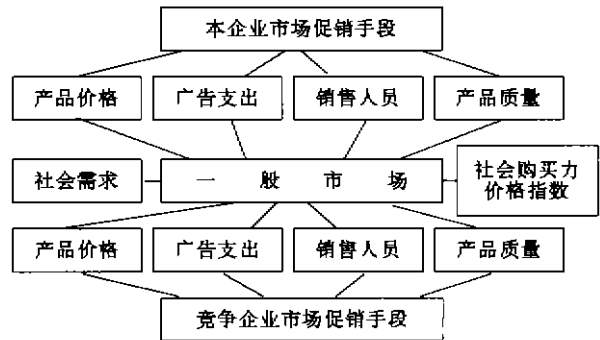 本企业市场促销手段
产品价格 广告支出 销售人员 产品质量
社会需求 一般市场 社会购买力
价格指数
产品价格 广告支出 销售人员 产品质量
竞争企业市场促销手段